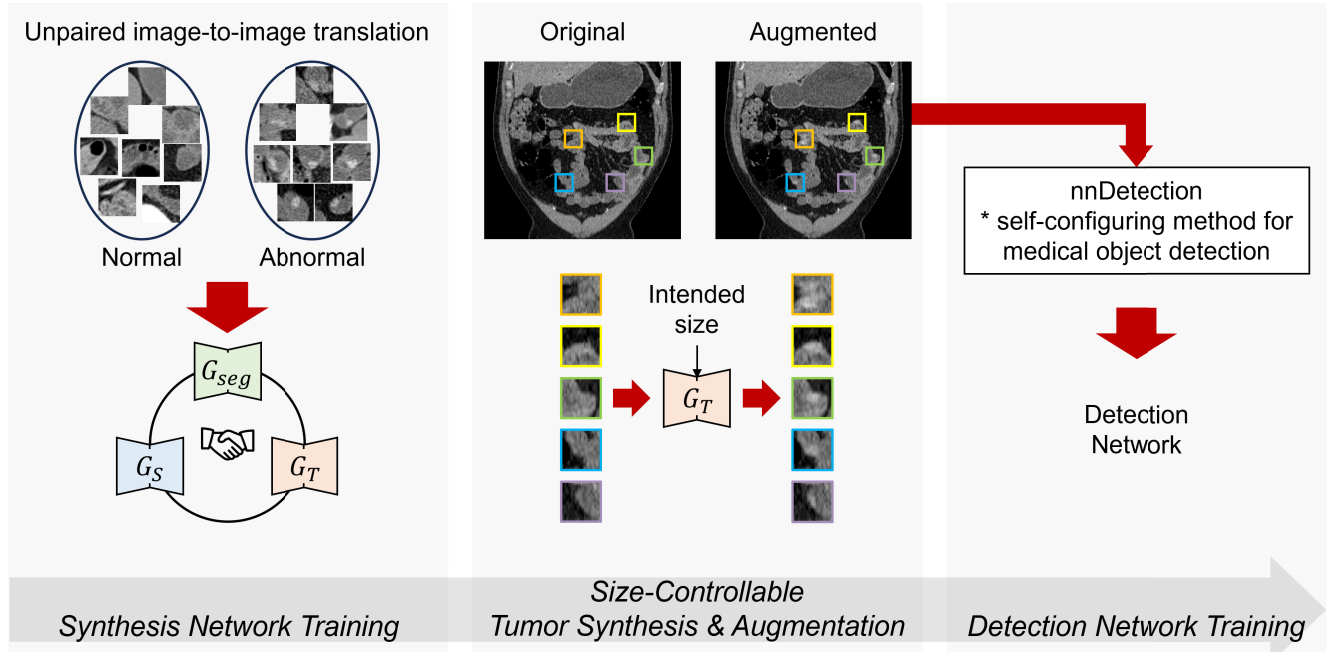 Unpaired image-to-image translation
Normal
Abnormal
G_seg
G_S
G_T
Synthesis Network Training
Original
Augmented
Intended
size
G_T
Size-Controllable
Tumor Synthesis & Augmentation
nnDetection
* self-configuring method for
medical object detection
Detection
Network
Detection Network Training